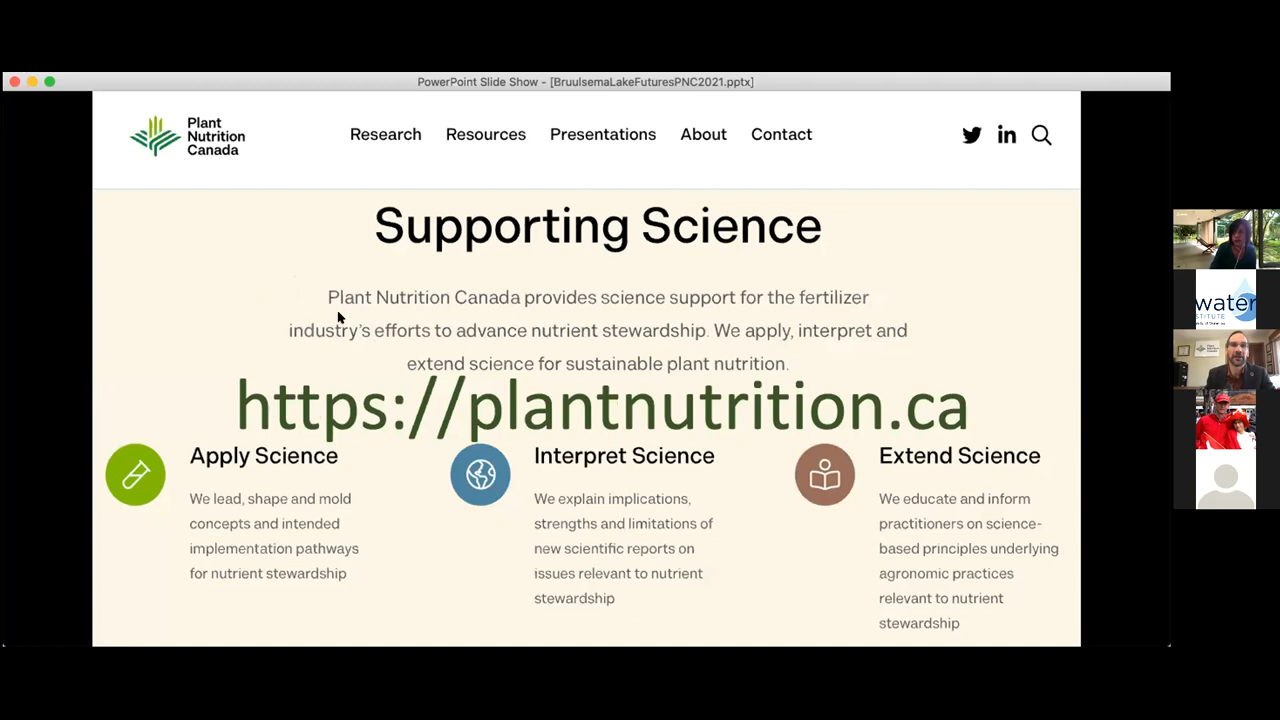 PowerPoint Slide Show - [BruulsemaLakeFuturesPNC2021.pptx]
Plant
Nutrition
Canada
Research Resources Presentations About Contact
Supporting Science
Plant Nutrition Canada provides science support for the fertilizer
industry's efforts to advance nutrient stewardship. We apply, interpret and
extend science for sustainable plant nutrition.
https://plantnutrition.ca
Apply Science
We lead, shape and mold
concepts and intended
implementation pathways
for nutrient stewardship
Interpret Science
We explain implications,
strengths and limitations of
new scientific reports on
issues relevant to nutrient
stewardship
Extend Science
We educate and inform
practitioners on science-
based principles underlying
agronomic practices
relevant to nutrient
stewardship
water